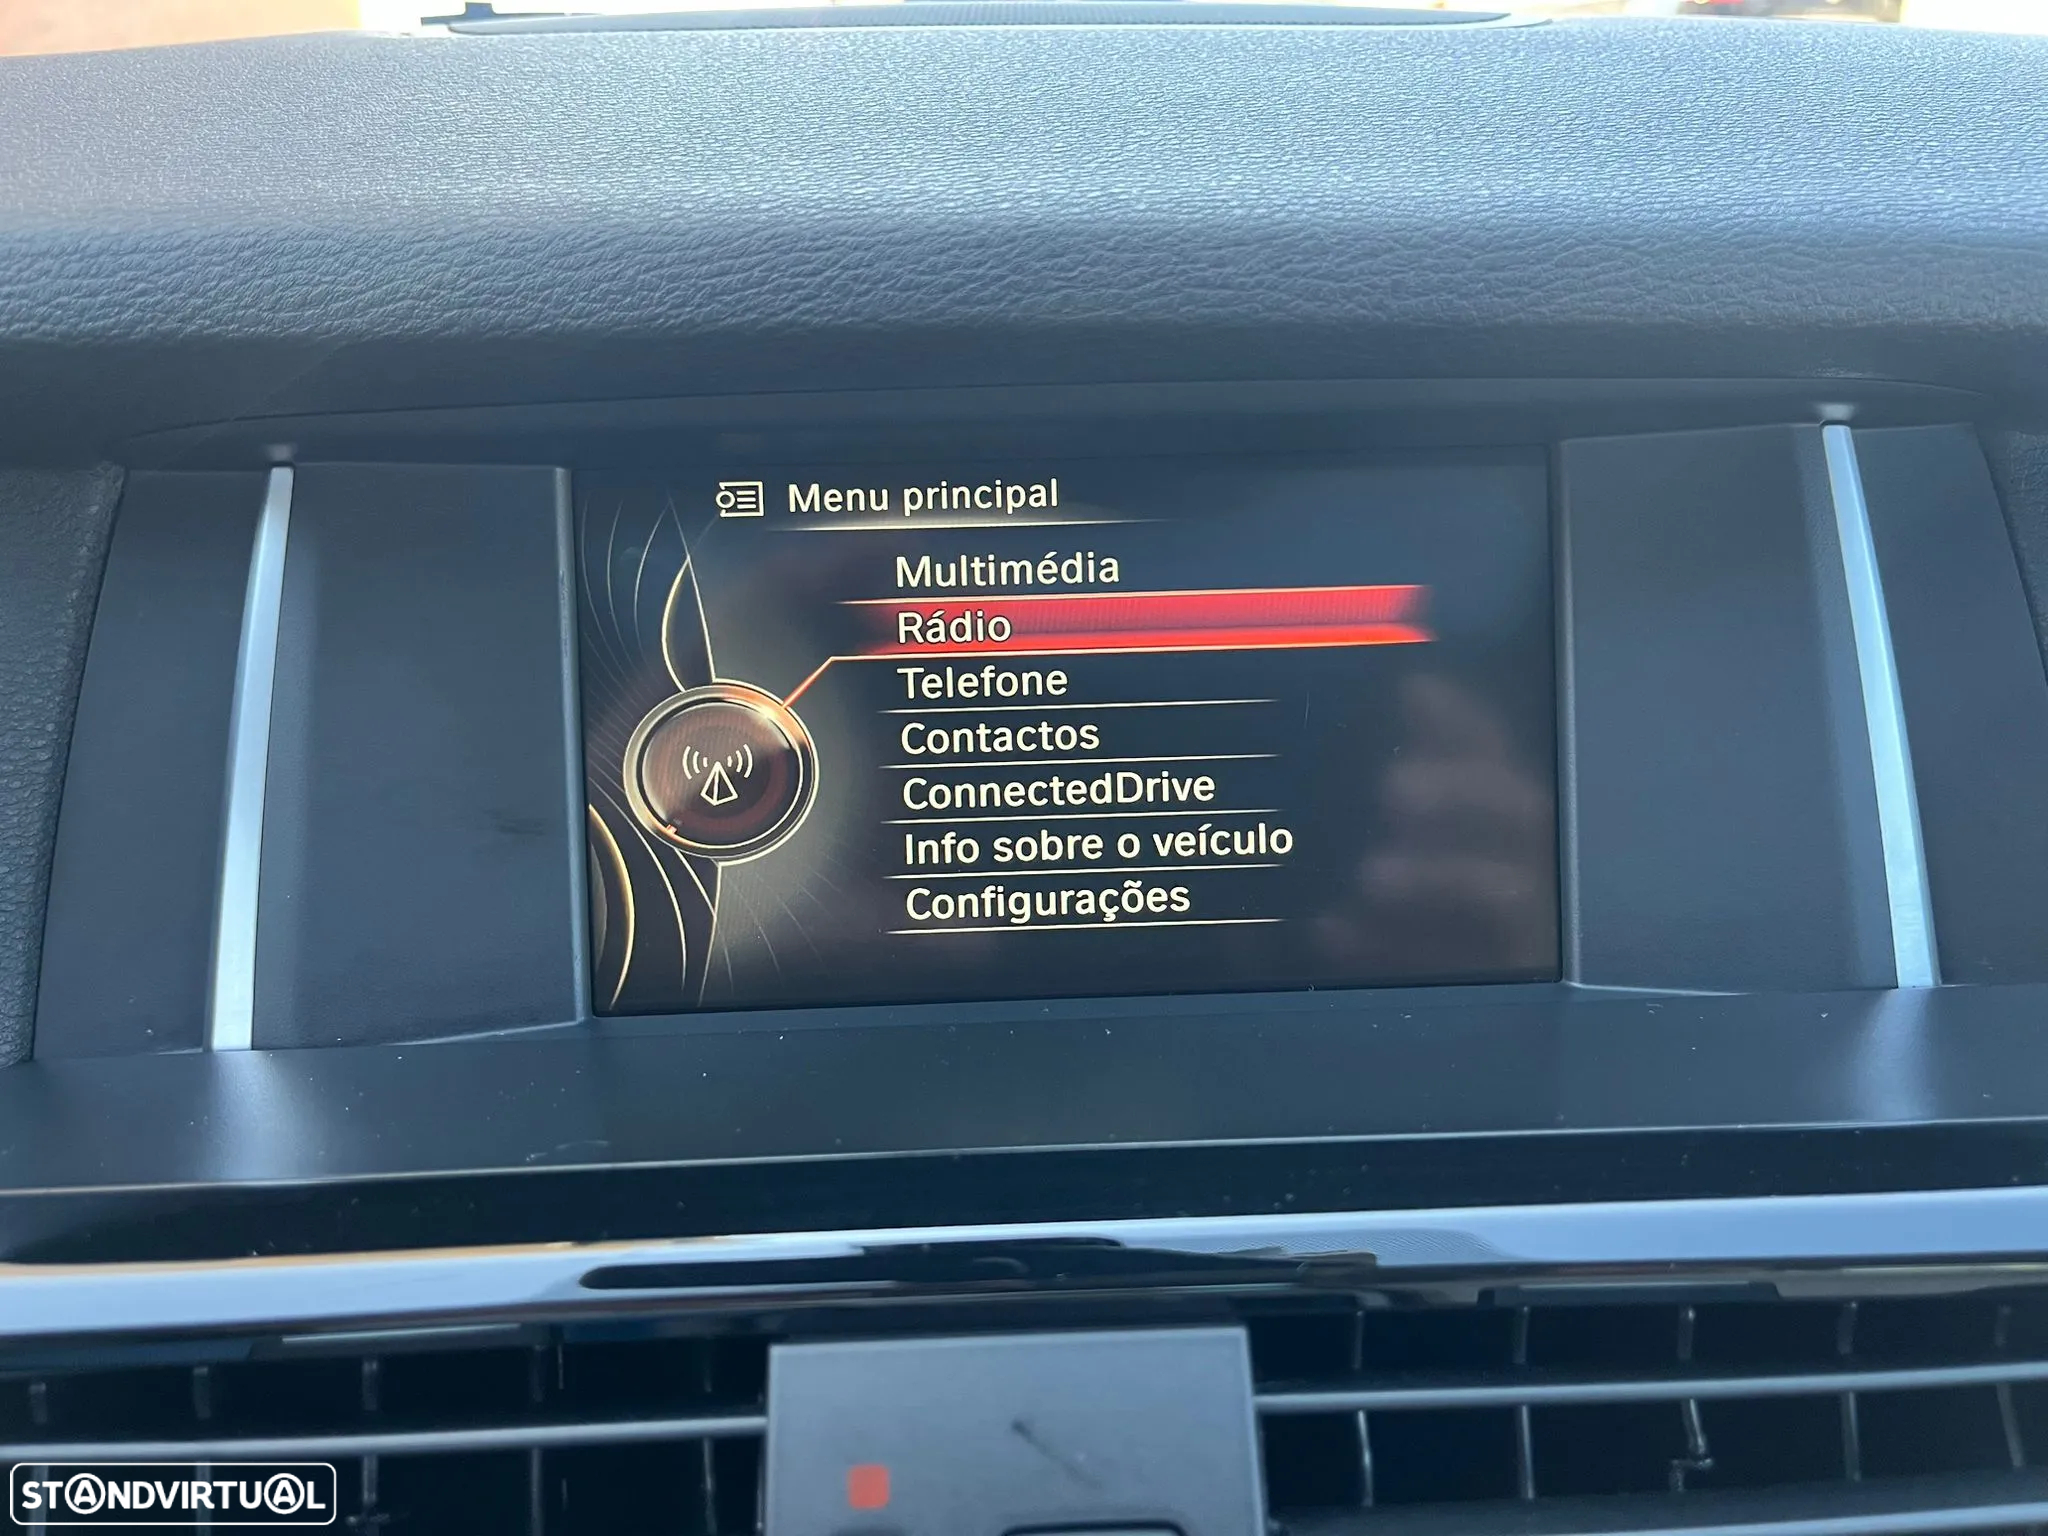 Menu principal
Multimédia
Rádio
Telefone
Contactos
ConnectedDrive
Info sobre o veículo
Configurações
STANDVIRTUAL